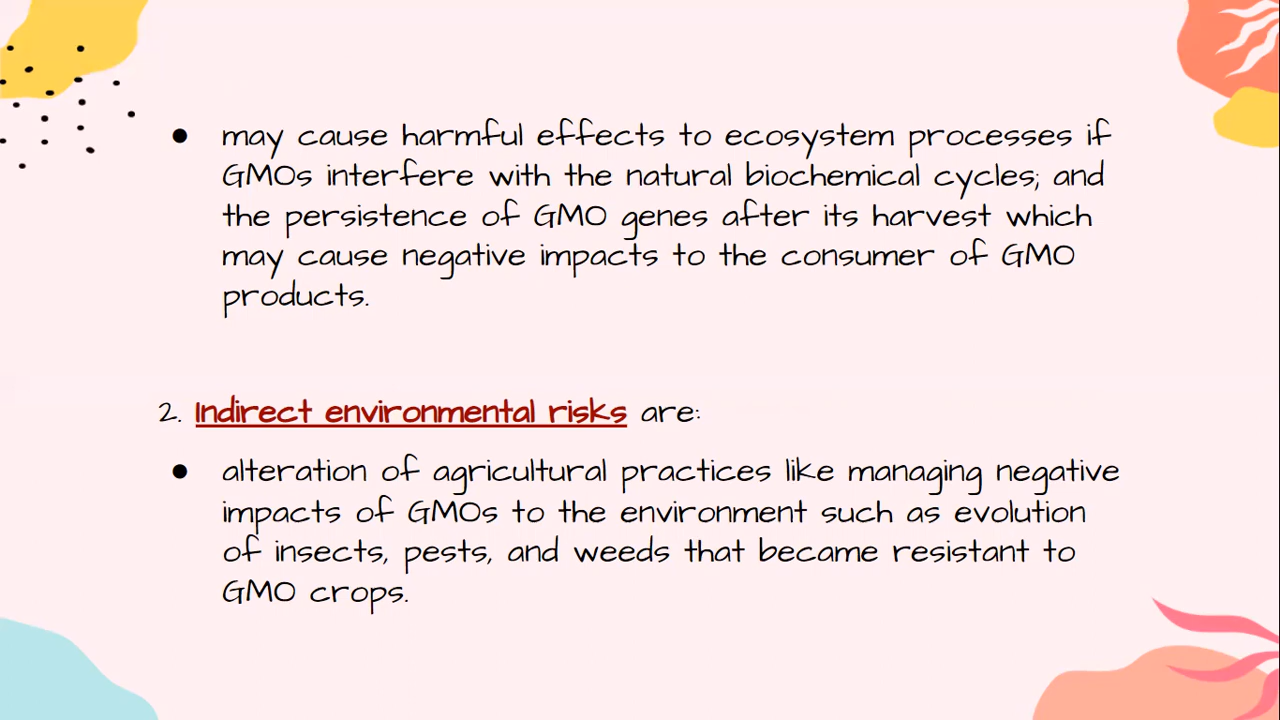 ● may cause harmful effects to ecosystem processes if
GMOs interfere with the natural biochemical cycles; and
the persistence of GMO genes after its harvest which
may cause negative impacts to the consumer of GMO
products.
2. Indirect environmental risks are:
● alteration of agricultural practices like managing negative
impacts of GMOs to the environment such as evolution
of insects, pests, and weeds that became resistant to
GMO crops.